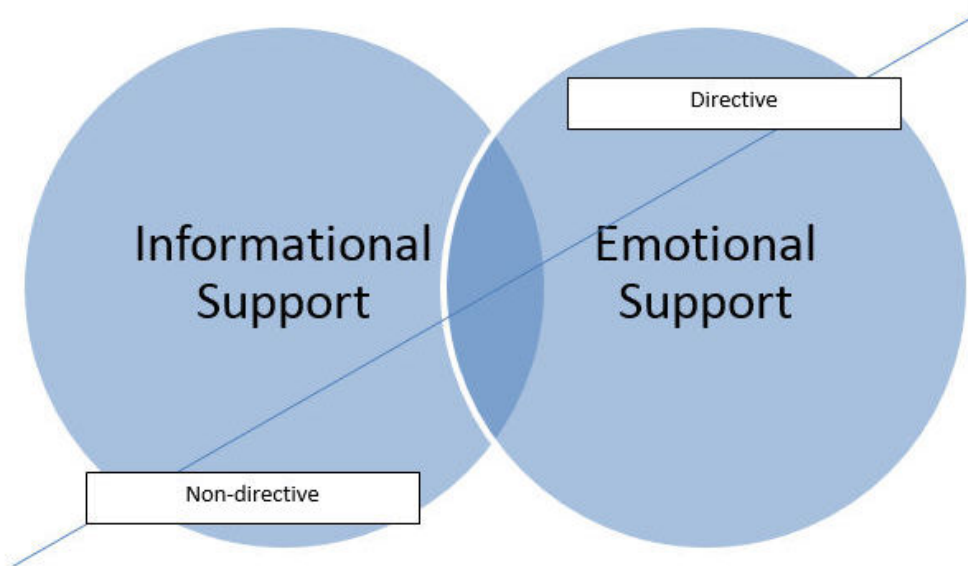 Directive
Informational
Support
Emotional
Support
Non-directive